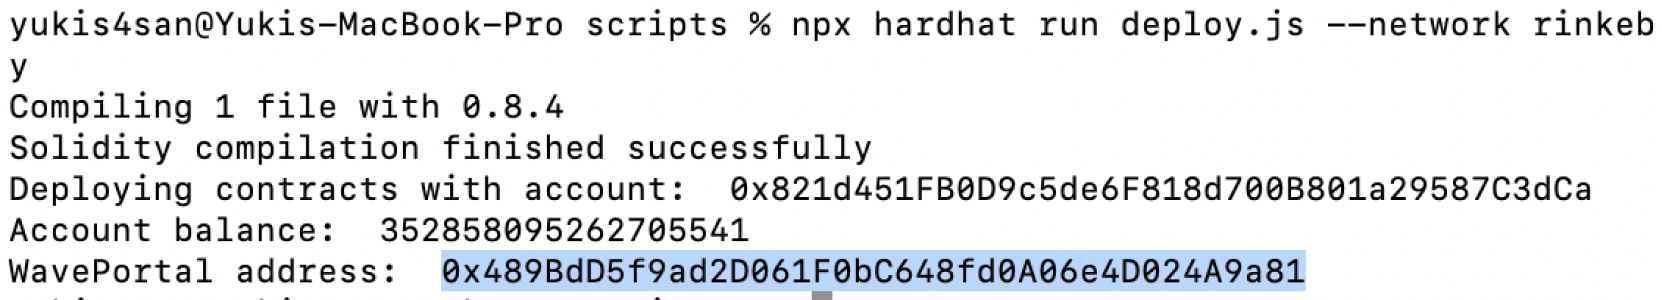 yukis4san@Yukis-MacBook-Pro scripts % npx hardhat run deploy.js --network rinkeb
y
Compiling 1 file with 0.8.4
Solidity compilation finished successfully
Deploying contracts with account:  0x821d451FB0D9c5de6F818d700B801a29587C3dCa
Account balance:  352858095262705541
WavePortal address:  0x489BdD5f9ad2D061F0bC648fd0A06e4D024A9a81